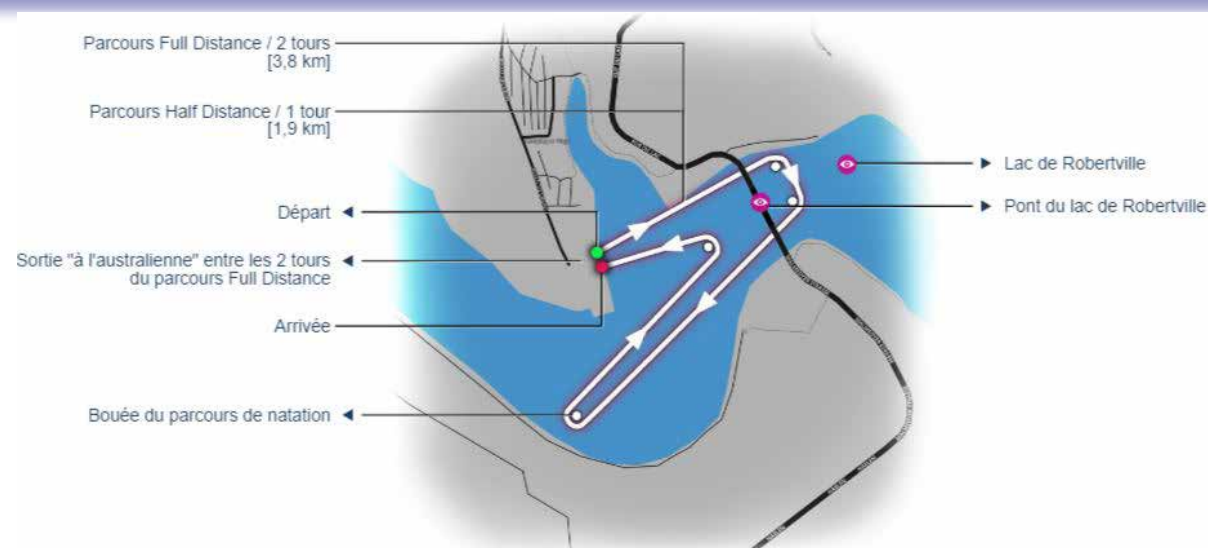 Parcours Full Distance / 2 tours
[3,8 km]
Parcours Half Distance / 1 tour
[1,9 km]
Départ
Sortie "à l'australienne" entre les 2 tours
du parcours Full Distance
Arrivée
Bouée du parcours de natation
Lac de Robertville
Pont du lac de Robertville